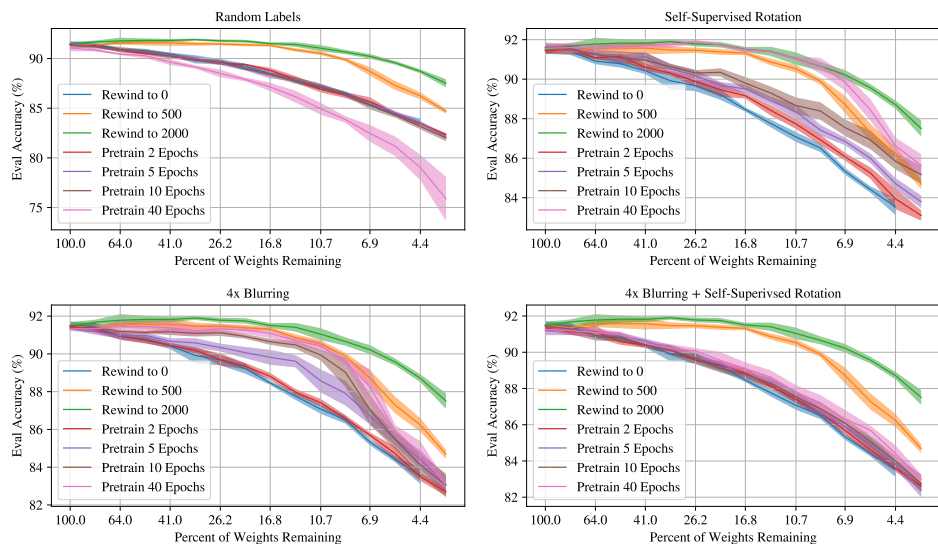 Random Labels
Eval Accuracy (%)
90
85
80
75
Rewind to 0
Rewind to 500
Rewind to 2000
Pretrain 2 Epochs
Pretrain 5 Epochs
Pretrain 10 Epochs
Pretrain 40 Epochs
100.0 64.0 41.0 26.2 16.8 10.7 6.9 4.4
Percent of Weights Remaining
Self-Supervised Rotation
Eval Accuracy (%)
92
90
88
86
84
Rewind to 0
Rewind to 500
Rewind to 2000
Pretrain 2 Epochs
Pretrain 5 Epochs
Pretrain 10 Epochs
Pretrain 40 Epochs
100.0 64.0 41.0 26.2 16.8 10.7 6.9 4.4
Percent of Weights Remaining
4x Blurring
Eval Accuracy (%)
92
90
88
86
84
82
Rewind to 0
Rewind to 500
Rewind to 2000
Pretrain 2 Epochs
Pretrain 5 Epochs
Pretrain 10 Epochs
Pretrain 40 Epochs
100.0 64.0 41.0 26.2 16.8 10.7 6.9 4.4
Percent of Weights Remaining
4x Blurring + Self-Superivsed Rotation
Eval Accuracy (%)
92
90
88
86
84
82
Rewind to 0
Rewind to 500
Rewind to 2000
Pretrain 2 Epochs
Pretrain 5 Epochs
Pretrain 10 Epochs
Pretrain 40 Epochs
100.0 64.0 41.0 26.2 16.8 10.7 6.9 4.4
Percent of Weights Remaining